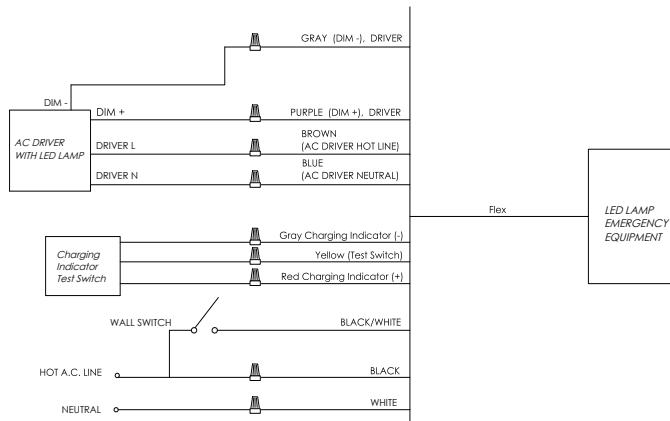 GRAY (DIM -), DRIVER
DIM -
DIM +
PURPLE (DIM +), DRIVER
AC DRIVER
WITH LED LAMP
DRIVER L
BROWN
(AC DRIVER HOT LINE)
DRIVER N
BLUE
(AC DRIVER NEUTRAL)
Flex
LED LAMP
EMERGENCY
EQUIPMENT
Charging
Indicator
Test Switch
Gray Charging Indicator (-)
Yellow (Test Switch)
Red Charging Indicator (+)
WALL SWITCH
BLACK/WHITE
HOT A.C. LINE
BLACK
NEUTRAL
WHITE